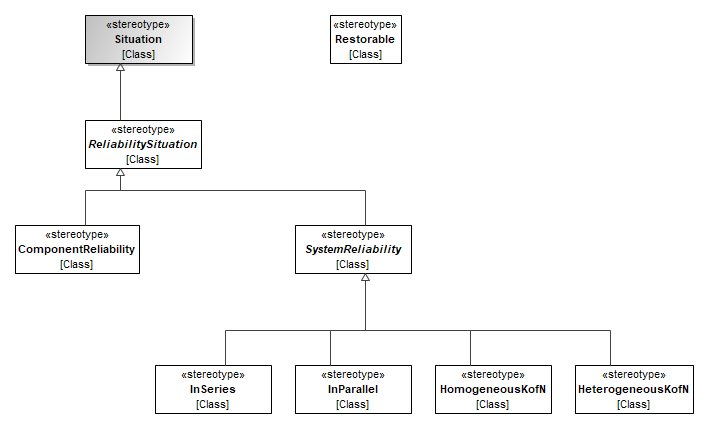 «stereotype»
Situation
[Class]
«stereotype»
Restorable
[Class]
«stereotype»
ReliabilitySituation
[Class]
«stereotype»
ComponentReliability
[Class]
«stereotype»
SystemReliability
[Class]
«stereotype»
InSeries
[Class]
«stereotype»
InParallel
[Class]
«stereotype»
HomogeneousKofN
[Class]
«stereotype»
HeterogeneousKofN
[Class]